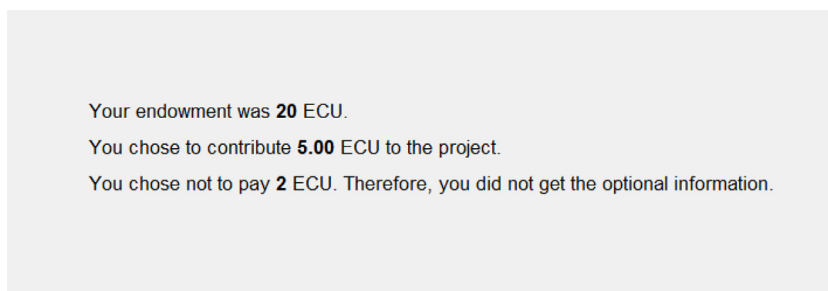 Your endowment was 20 ECU.
You chose to contribute 5.00 ECU to the project.
You chose not to pay 2 ECU. Therefore, you did not get the optional information.